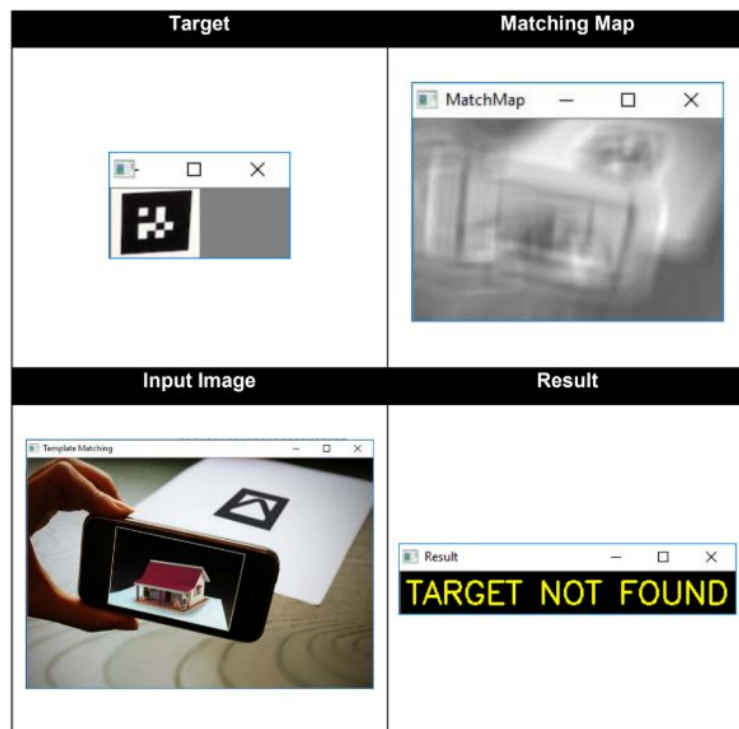 Target
Matching Map
MatchMap
Input Image
Result
Template Matching
Result
TARGET NOT FOUND